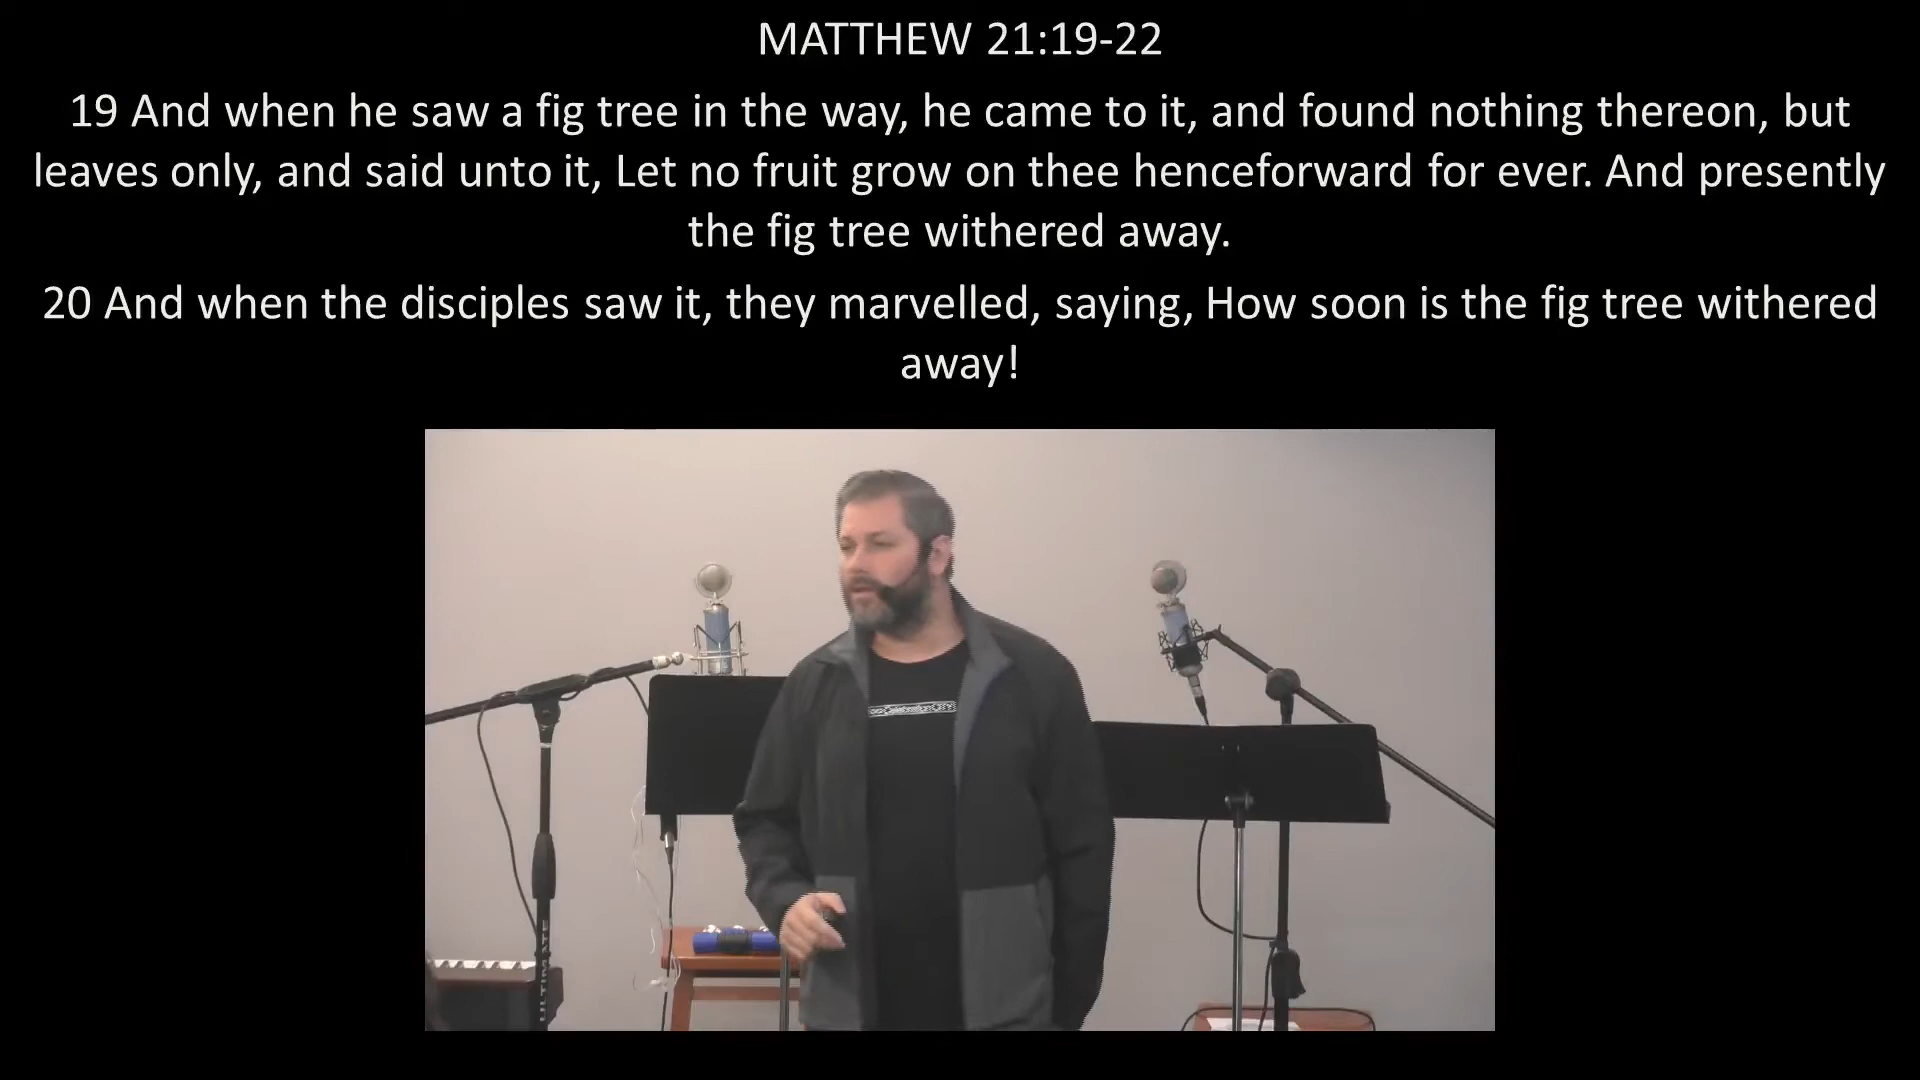 MATTHEW 21:19-22
19 And when he saw a fig tree in the way, he came to it, and found nothing thereon, but
leaves only, and said unto it, Let no fruit grow on thee henceforward for ever. And presently
the fig tree withered away.
20 And when the disciples saw it, they marvelled, saying, How soon is the fig tree withered
away!
ULTIMATE